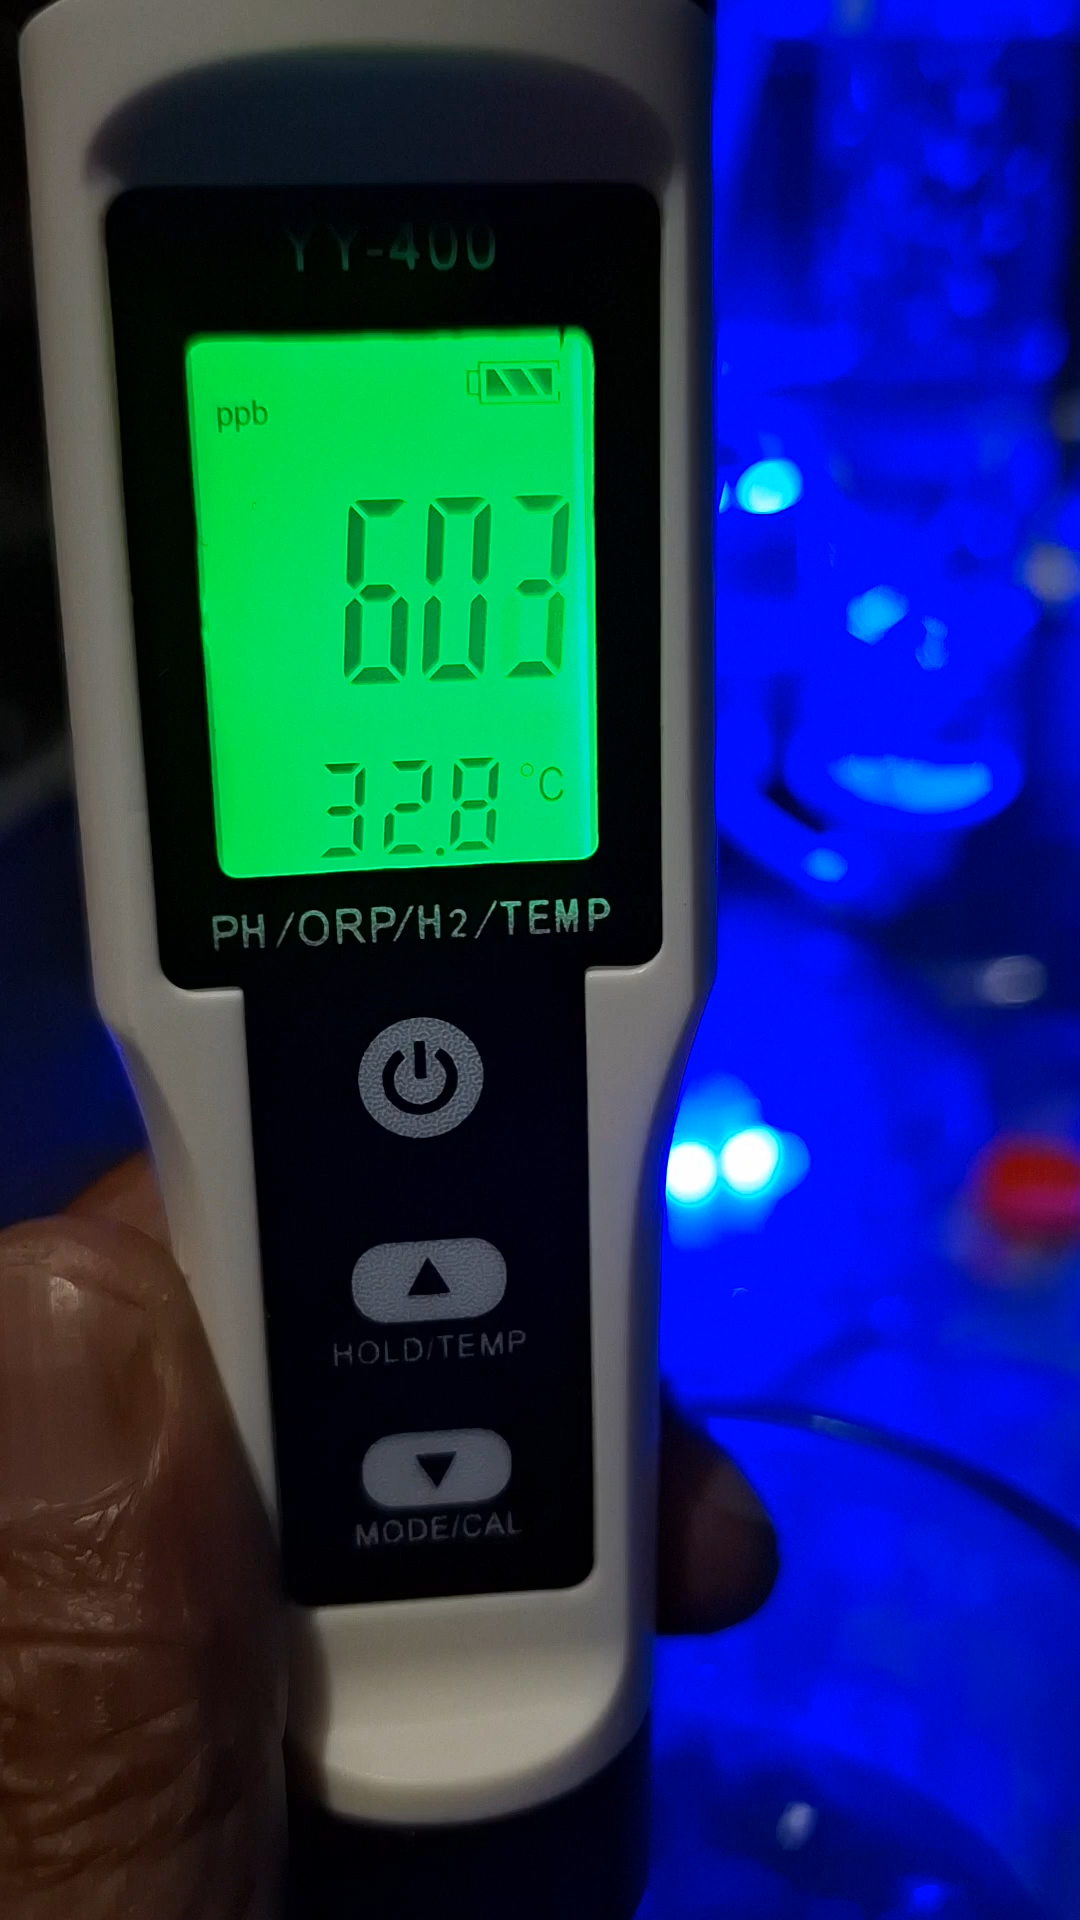 YY-400
ppb
603
32.8 °C
PH/ORP/H2/TEMP
HOLD/TEMP
MODE/CAL